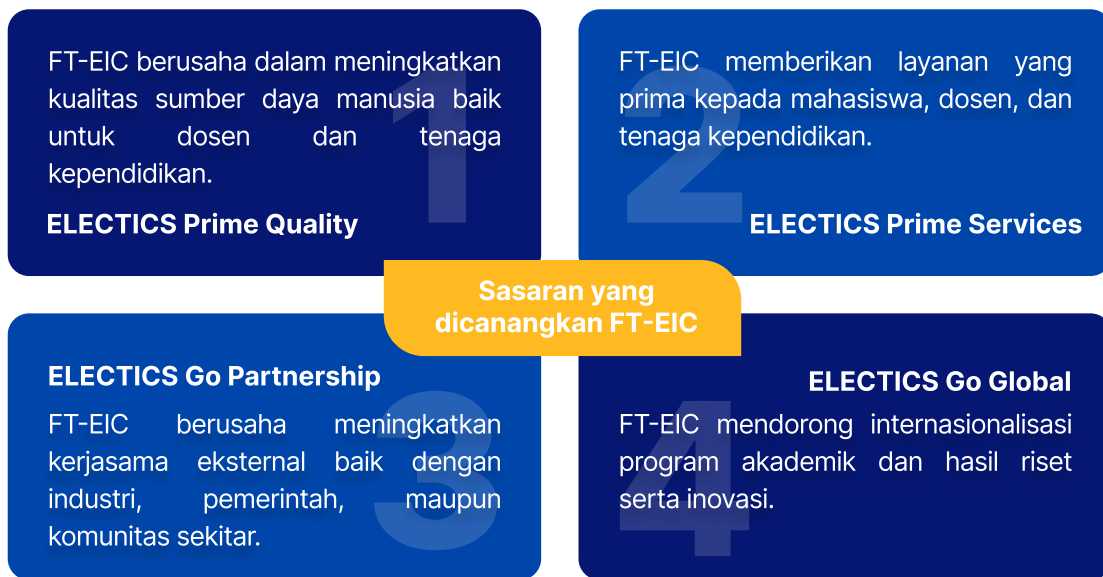 FT-EIC berusaha dalam meningkatkan
kualitas sumber daya manusia baik
untuk dosen dan tenaga
kependidikan.
ELECTICS Prime Quality
1
FT-EIC memberikan layanan yang
prima kepada mahasiswa, dosen, dan
tenaga kependidikan.
ELECTICS Prime Services
2
Sasaran yang
dicanangkan FT-EIC
ELECTICS Go Partnership
FT-EIC berusaha meningkatkan
kerjasama eksternal baik dengan
industri, pemerintah, maupun
komunitas sekitar.
3
ELECTICS Go Global
FT-EIC mendorong internasionalisasi
program akademik dan hasil riset
serta inovasi.
4